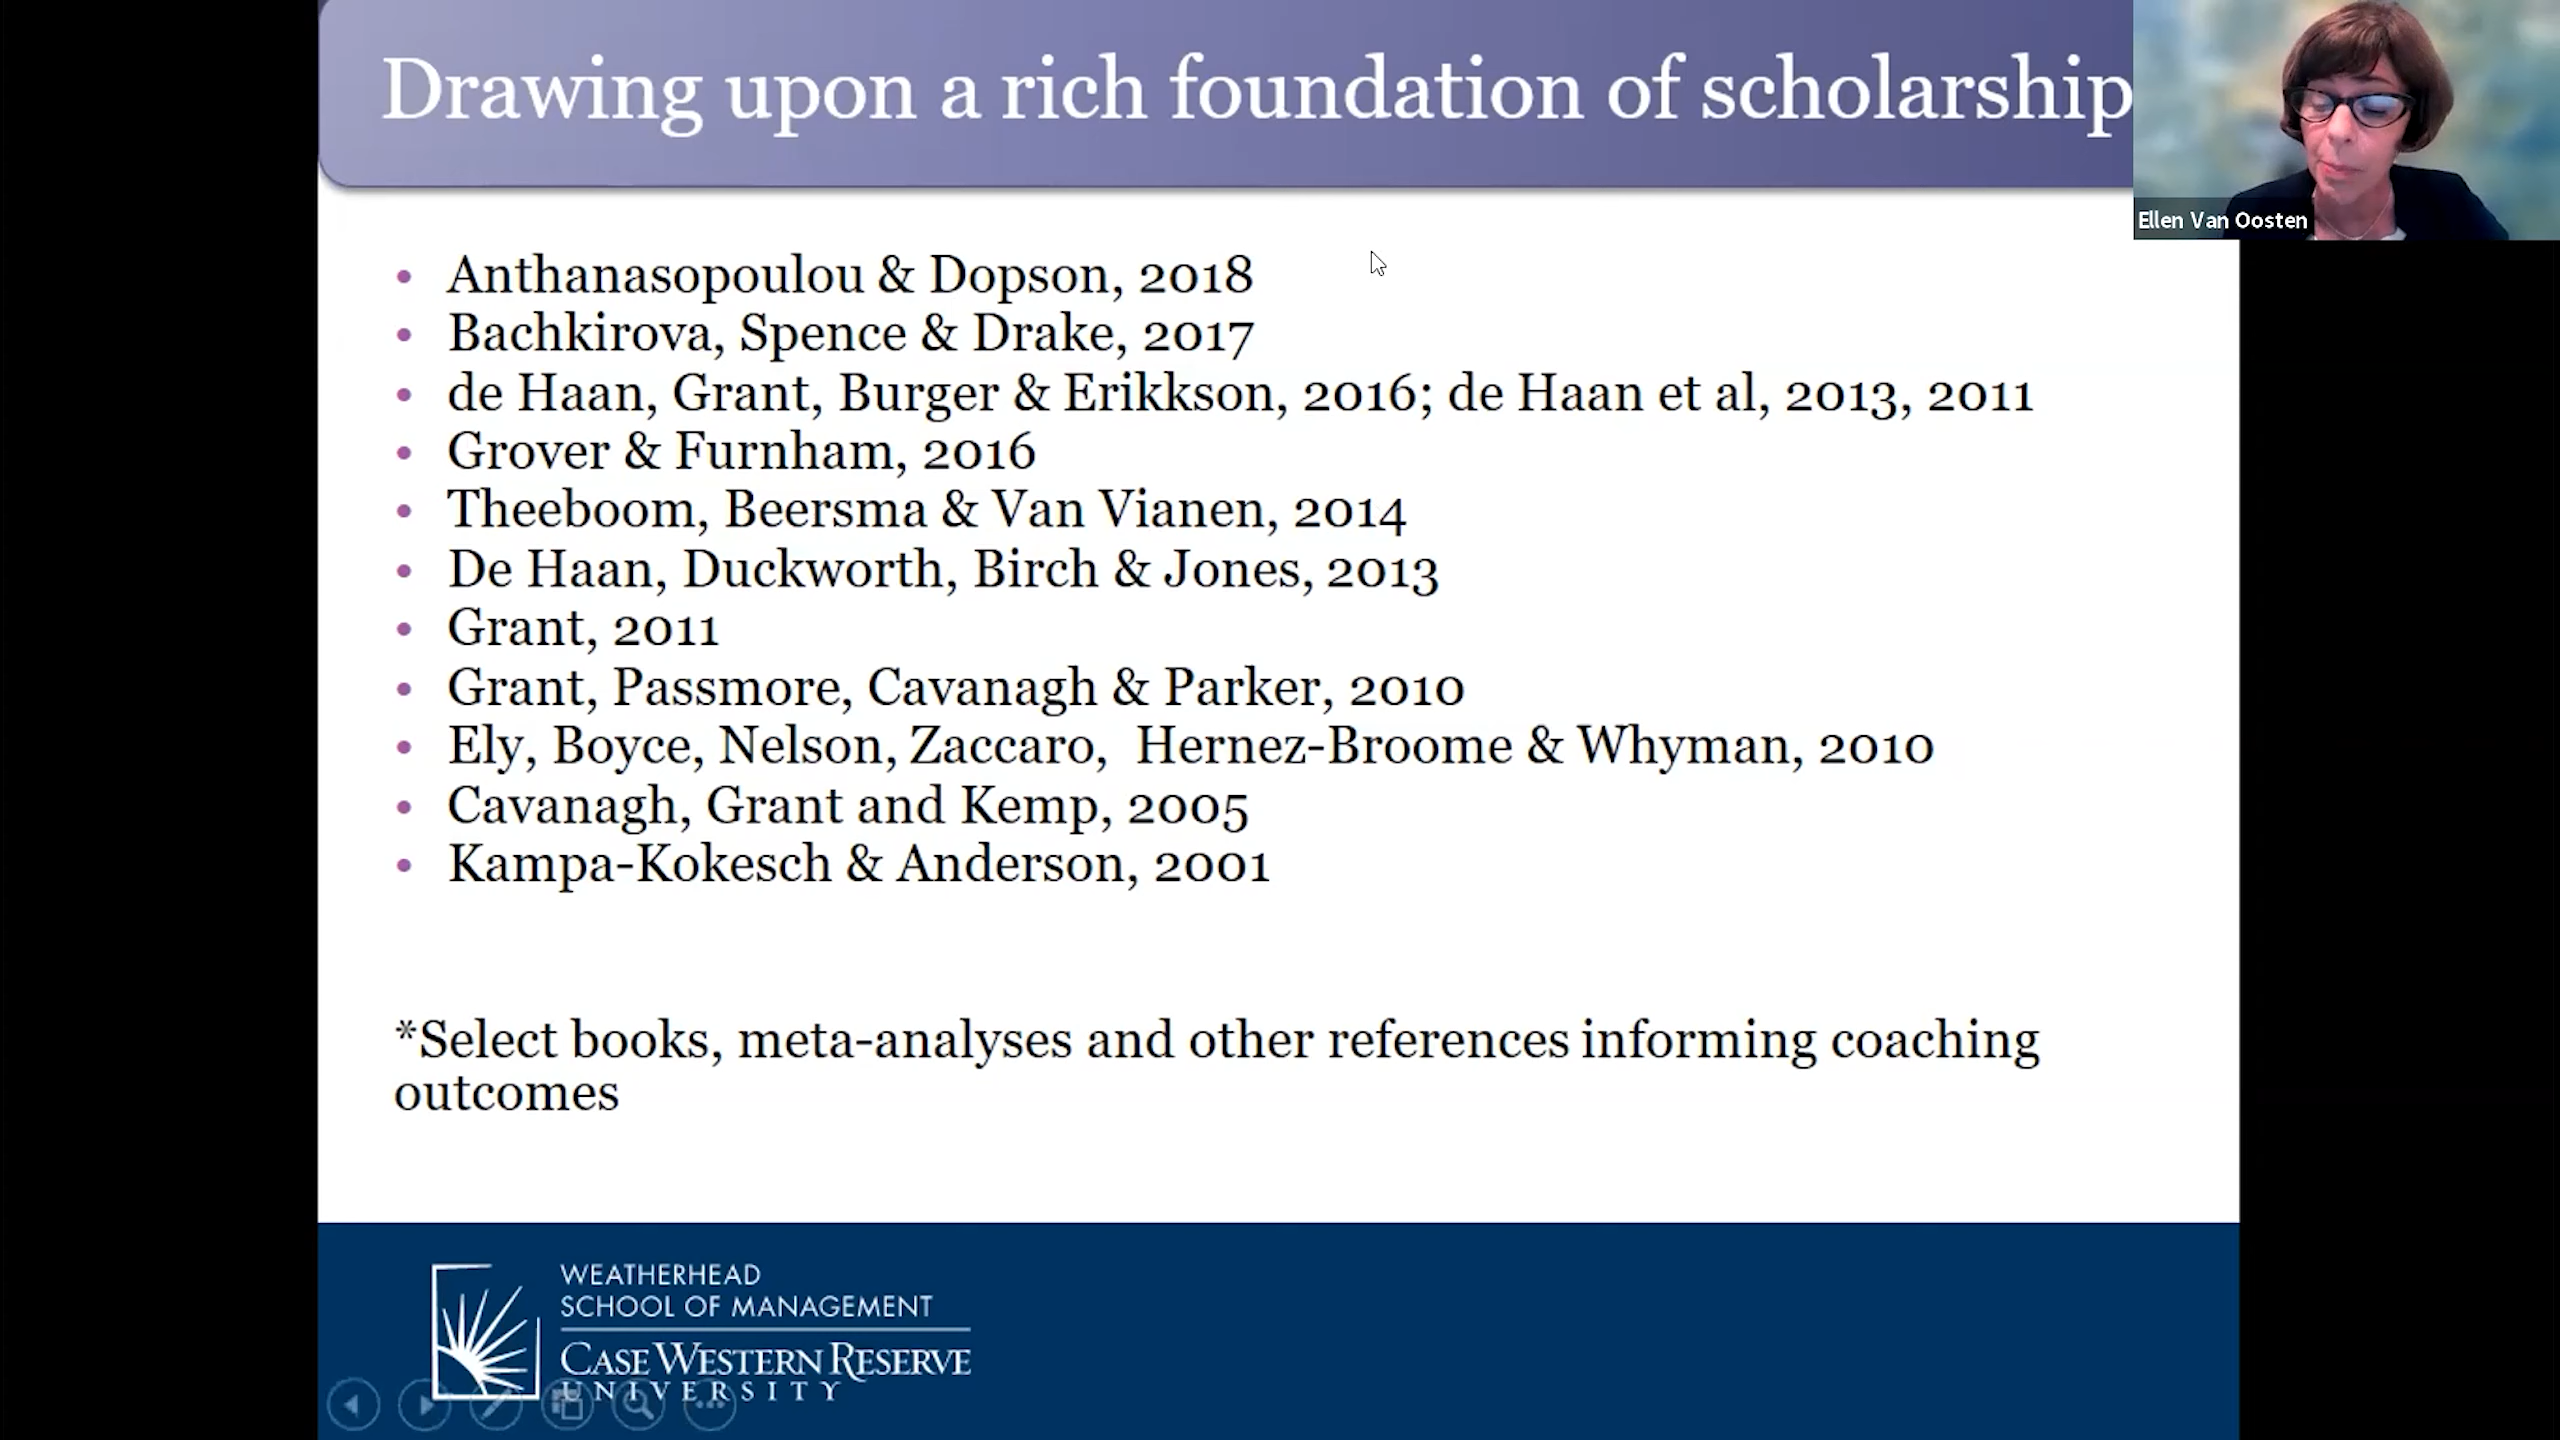 Drawing upon a rich foundation of scholarship
Ellen Van Oosten
• Anthanasopoulou & Dopson, 2018
• Bachkirova, Spence & Drake, 2017
• de Haan, Grant, Burger & Erikkson, 2016; de Haan et al, 2013, 2011
• Grover & Furnham, 2016
• Theeboom, Beersma & Van Vianen, 2014
• De Haan, Duckworth, Birch & Jones, 2013
• Grant, 2011
• Grant, Passmore, Cavanagh & Parker, 2010
• Ely, Boyce, Nelson, Zaccaro, Hernez-Broome & Whyman, 2010
• Cavanagh, Grant and Kemp, 2005
• Kampa-Kokesch & Anderson, 2001
*Select books, meta-analyses and other references informing coaching
outcomes
WEATHERHEAD
SCHOOL OF MANAGEMENT
CASE WESTERN RESERVE
UNIVERSITY